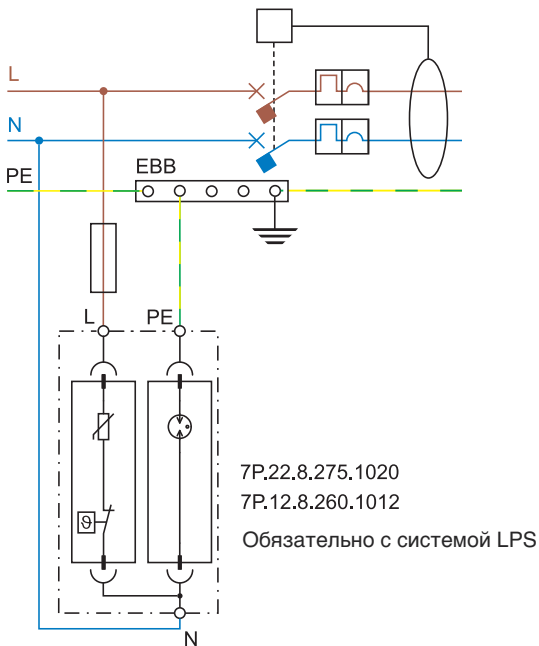 L
N
PE
EBB
L
PE
ϑ
7P.22.8.275.1020
7P.12.8.260.1012
Обязательно с системой LPS
N